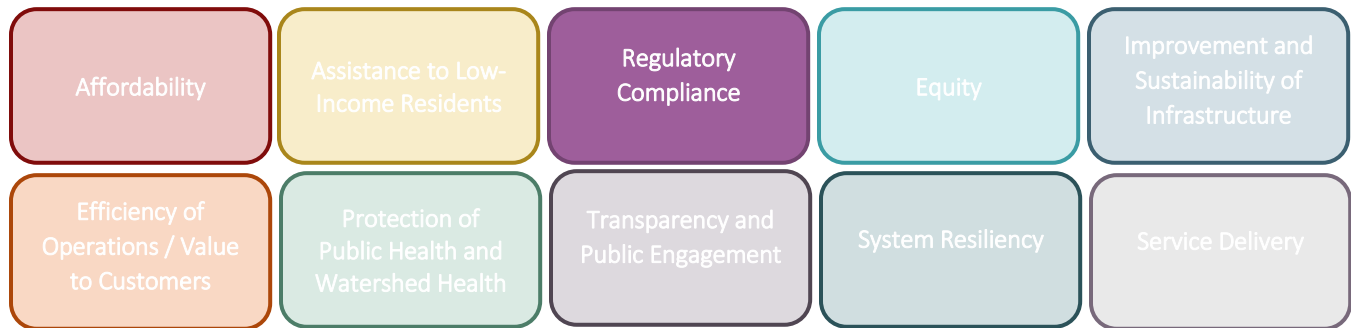 Affordability
Assistance to Low-
Income Residents
Regulatory
Compliance
Equity
Improvement and
Sustainability of
Infrastructure
Efficiency of
Operations / Value
to Customers
Protection of
Public Health and
Watershed Health
Transparency and
Public Engagement
System Resiliency
Service Delivery